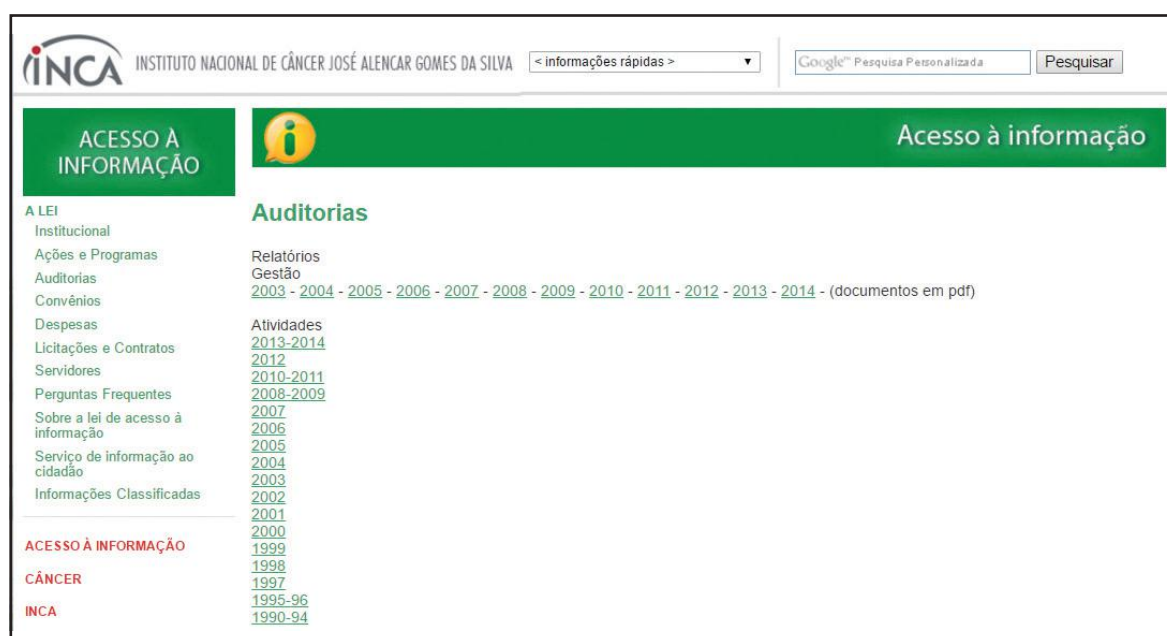 INCA INSTITUTO NACIONAL DE CÂNCER JOSÉ ALENCAR GOMES DA SILVA < informações rápidas > Google™ Pesquisa Personalizada Pesquisar
ACESSO À
INFORMAÇÃO
Acesso à informação
A LEI
Institucional
Ações e Programas
Auditorias
Convênios
Despesas
Licitações e Contratos
Servidores
Perguntas Frequentes
Sobre a lei de acesso à
informação
Serviço de informação ao
cidadão
Informações Classificadas
ACESSO À INFORMAÇÃO
CÂNCER
INCA
Auditorias
Relatórios
Gestão
2003 - 2004 - 2005 - 2006 - 2007 - 2008 - 2009 - 2010 - 2011 - 2012 - 2013 - 2014 - (documentos em pdf)
Atividades
2013-2014
2012
2010-2011
2008-2009
2007
2006
2005
2004
2003
2002
2001
2000
1999
1998
1997
1995-96
1990-94